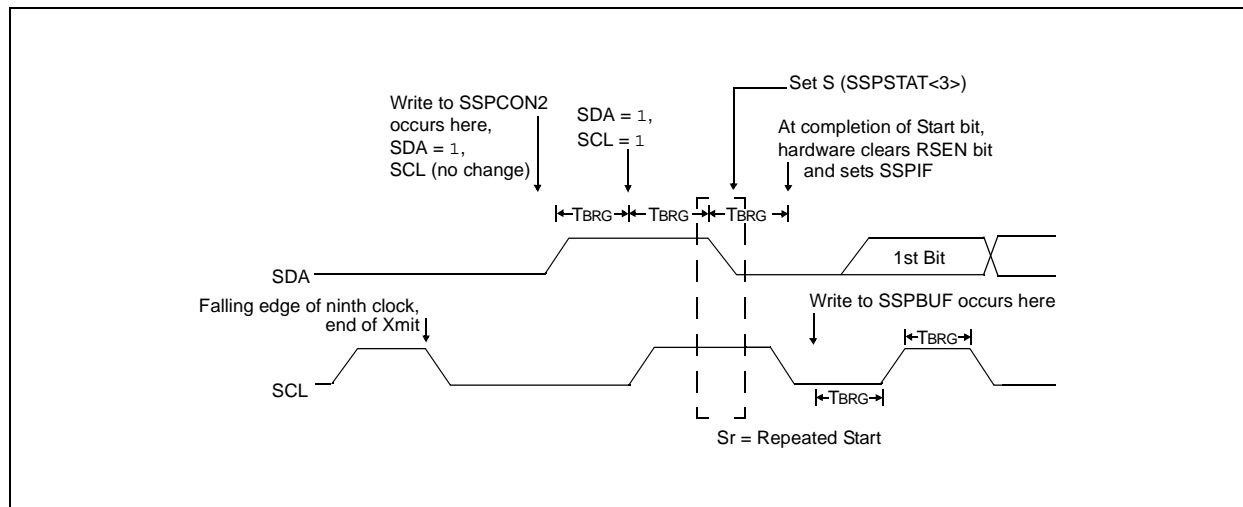 Set S (SSPSTAT<3>)
Write to SSPCON2
occurs here,
SDA = 1,
SCL (no change)
SDA = 1,
SCL = 1
At completion of Start bit,
hardware clears RSEN bit
and sets SSPIF
TBRG
TBRG
TBRG
SDA
1st Bit
Falling edge of ninth clock,
end of Xmit
Write to SSPBUF occurs here
TBRG
SCL
TBRG
Sr = Repeated Start